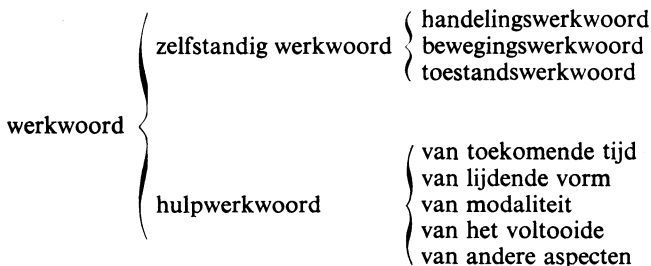 handelingswerkwoord
zelfstandig werkwoord bewegingswerkwoord
toestandswerkwoord
werkwoord
van toekomende tijd
van lijdende vorm
hulpwerkwoord van modaliteit
van het voltooide
van andere aspecten